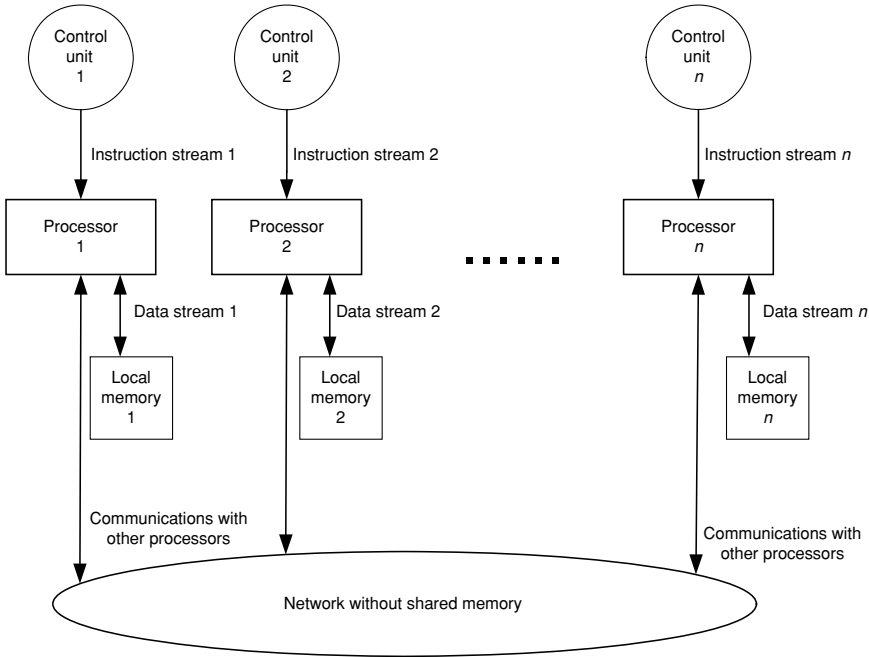 Control
unit
1
Control
unit
2
Control
unit
n
Instruction stream 1
Instruction stream 2
Instruction stream n
Processor
1
Processor
2
Processor
n
Data stream 1
Data stream 2
Data stream n
Local
memory
1
Local
memory
2
Local
memory
n
Communications with
other processors
Communications with
other processors
Network without shared memory